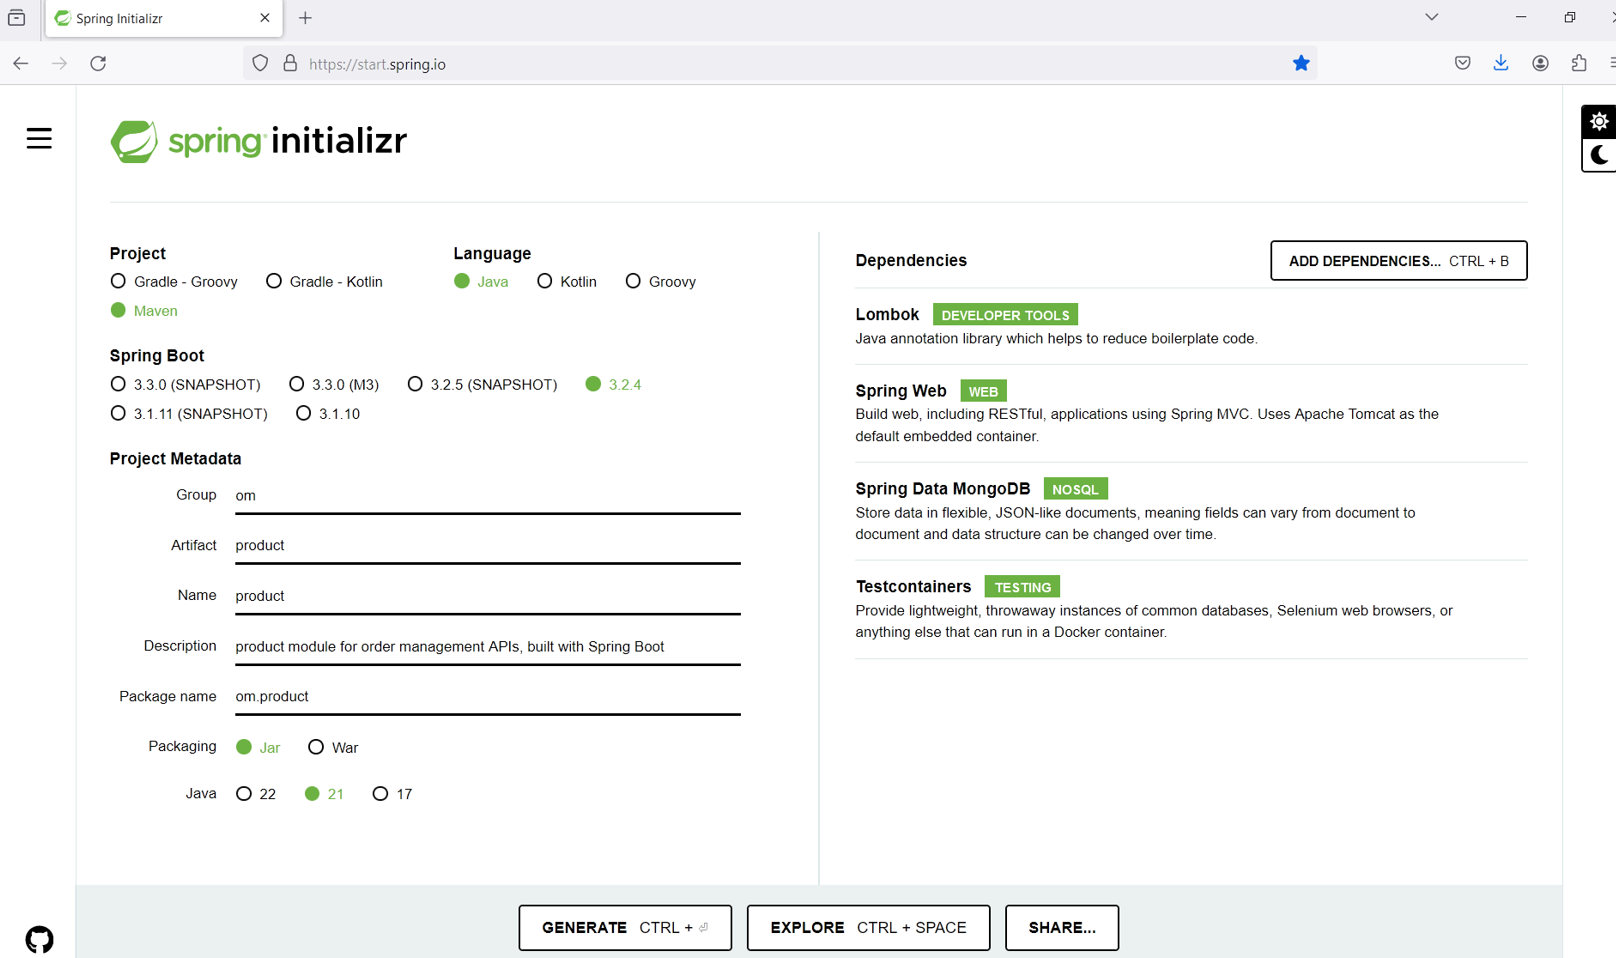 Spring Initializr
https://start.spring.io
spring initializr
Project
Gradle - Groovy Gradle - Kotlin
Maven
Language
Java Kotlin Groovy
Spring Boot
3.3.0 (SNAPSHOT) 3.3.0 (M3) 3.2.5 (SNAPSHOT) 3.2.4
3.1.11 (SNAPSHOT) 3.1.10
Project Metadata
Group om
Artifact product
Name product
Description product module for order management APIs, built with Spring Boot
Package name om.product
Packaging Jar War
Java 22 21 17
Dependencies
ADD DEPENDENCIES... CTRL + B
Lombok DEVELOPER TOOLS
Java annotation library which helps to reduce boilerplate code.
Spring Web WEB
Build web, including RESTful, applications using Spring MVC. Uses Apache Tomcat as the
default embedded container.
Spring Data MongoDB NOSQL
Store data in flexible, JSON-like documents, meaning fields can vary from document to
document and data structure can be changed over time.
Testcontainers TESTING
Provide lightweight, throwaway instances of common databases, Selenium web browsers, or
anything else that can run in a Docker container.
GENERATE CTRL + ⏎
EXPLORE CTRL + SPACE
SHARE...